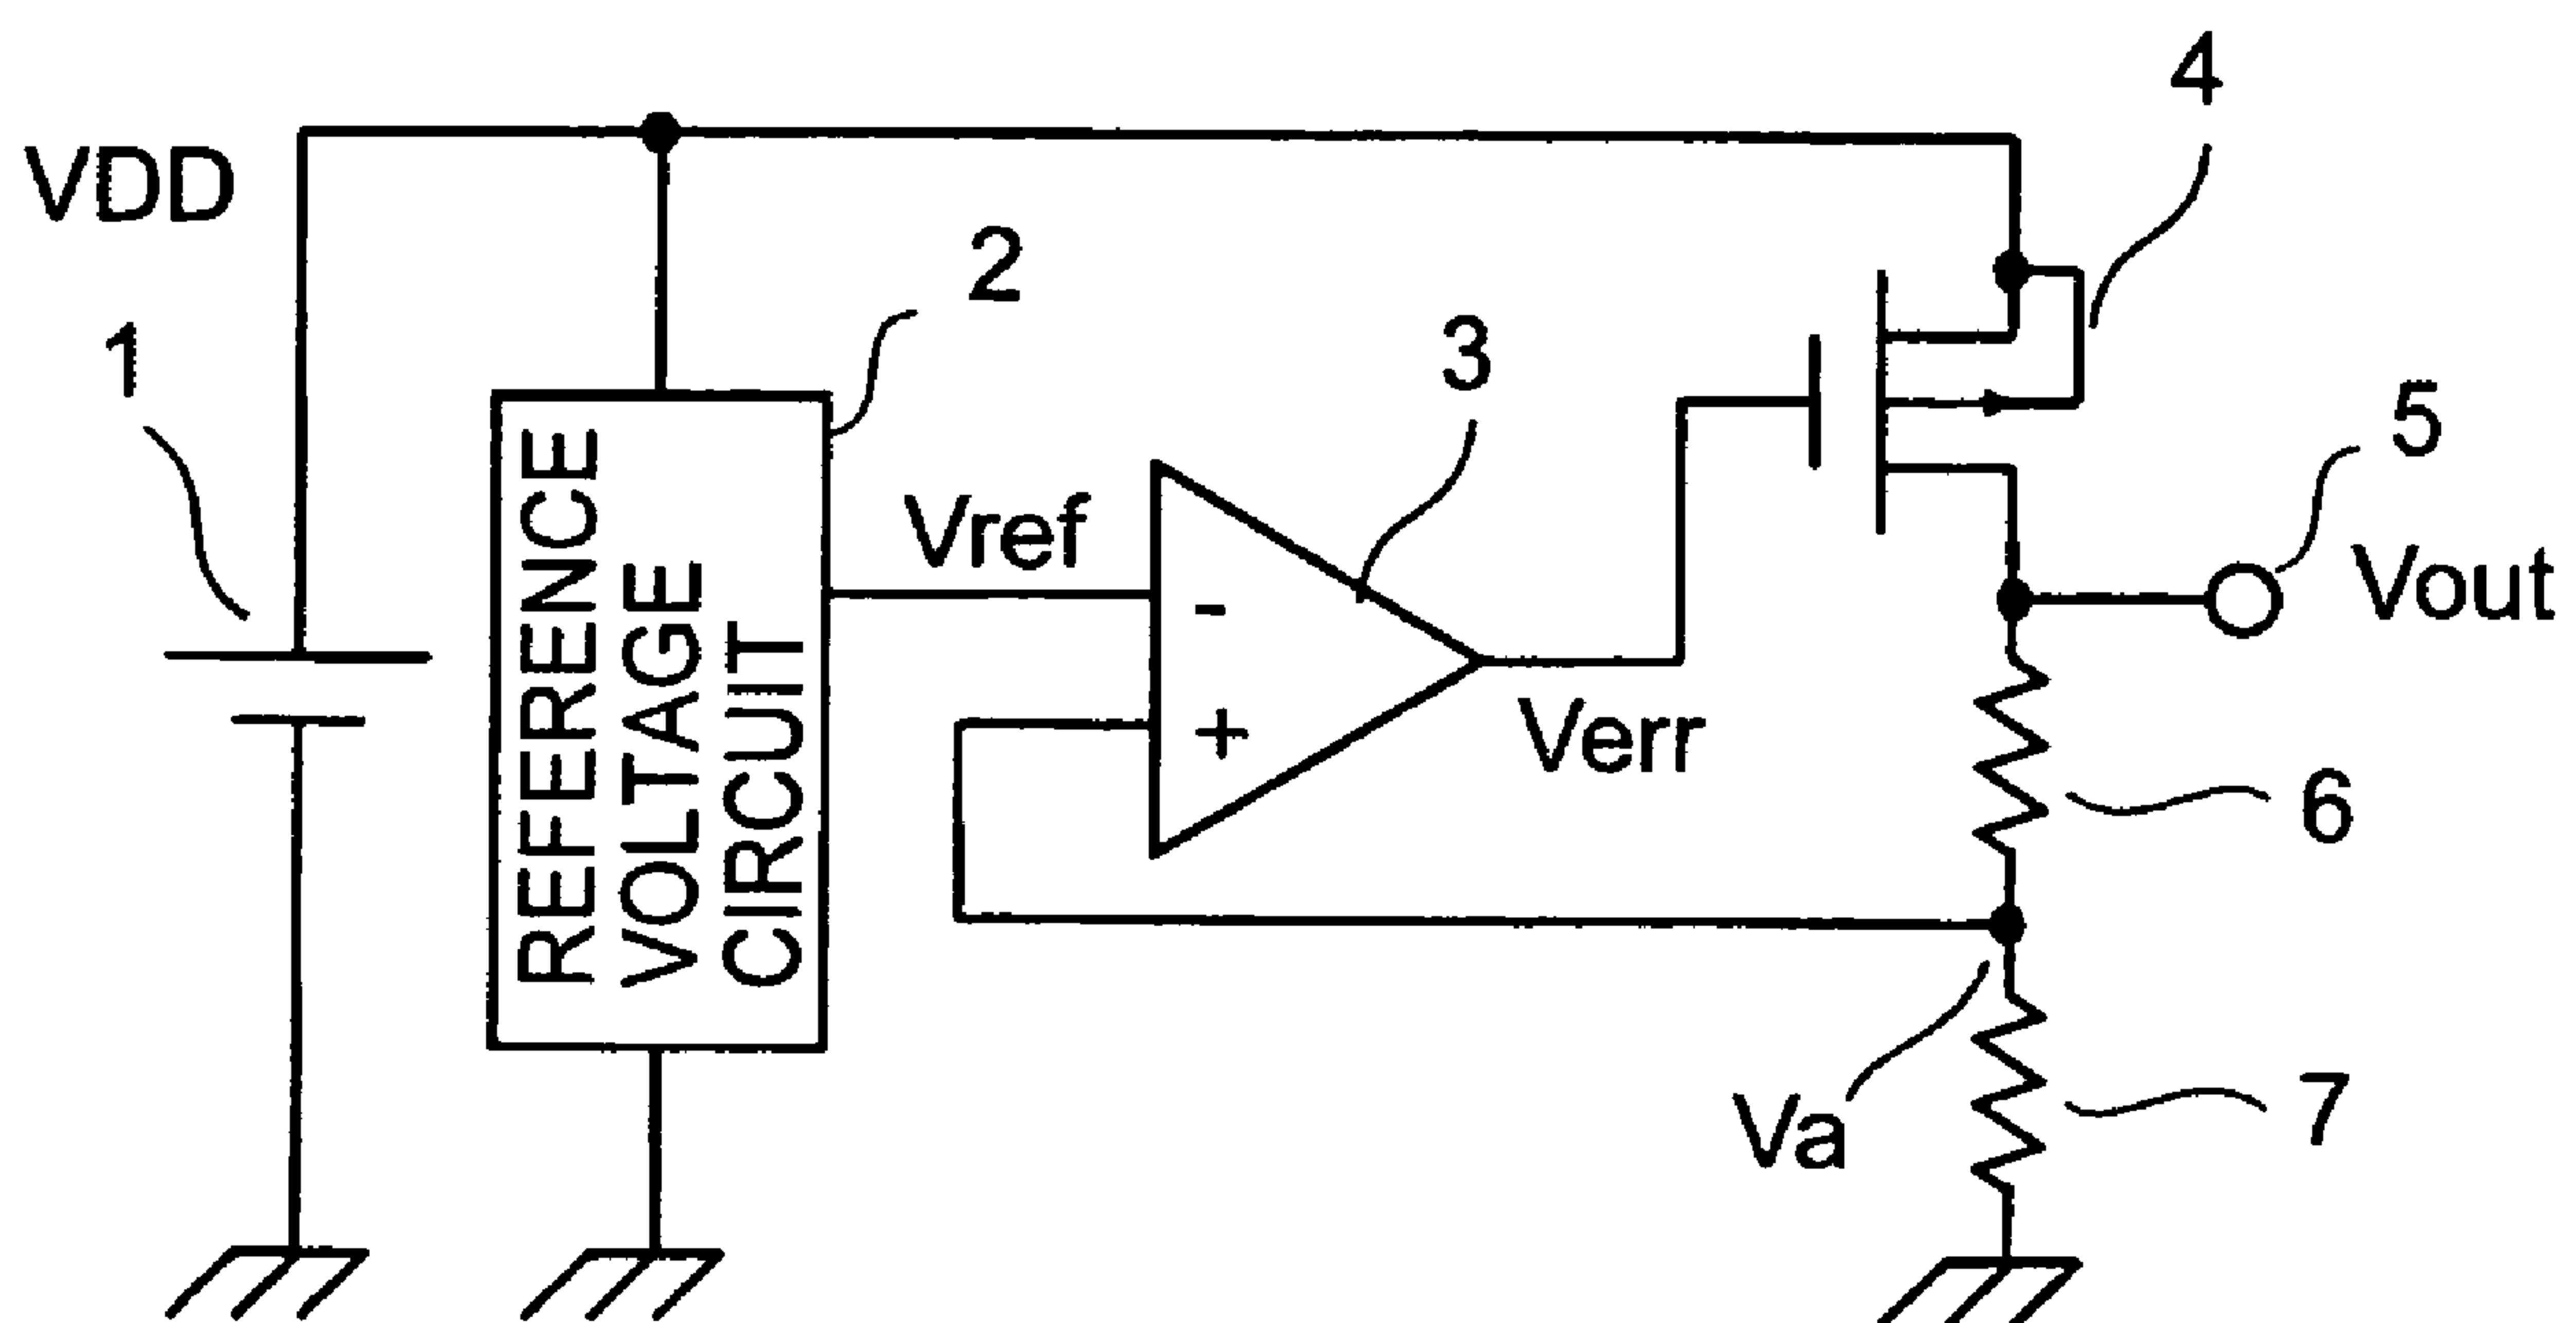 4
VDD
2
1
3
5
REFERENCE
VOLTAGE
CIRCUIT
Vref
-
Vout
+
Verr
6
Va
7